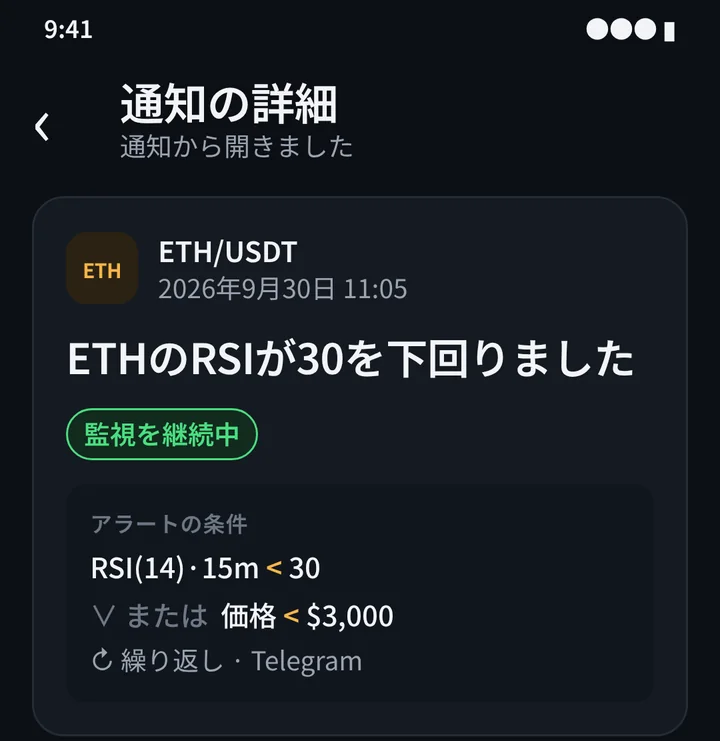 9:41
通知の詳細
通知から開きました
ETH
ETH/USDT
2026年9月30日 11:05
ETHのRSIが30を下回りました
監視を継続中
アラートの条件
RSI(14)·15m < 30
∨ または 価格 < $3,000
↻ 繰り返し · Telegram